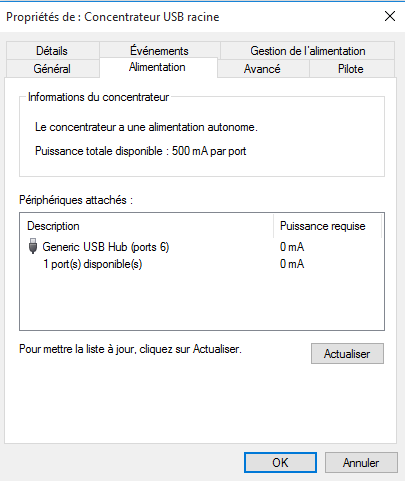 Propriétés de : Concentrateur USB racine
Détails Événements Gestion de l'alimentation
Général Alimentation Avancé Pilote
Informations du concentrateur
Le concentrateur a une alimentation autonome.
Puissance totale disponible : 500 mA par port
Périphériques attachés :
Description Puissance requise
Generic USB Hub (ports 6) 0 mA
1 port(s) disponible(s) 0 mA
Pour mettre la liste à jour, cliquez sur Actualiser.
Actualiser
OK Annuler